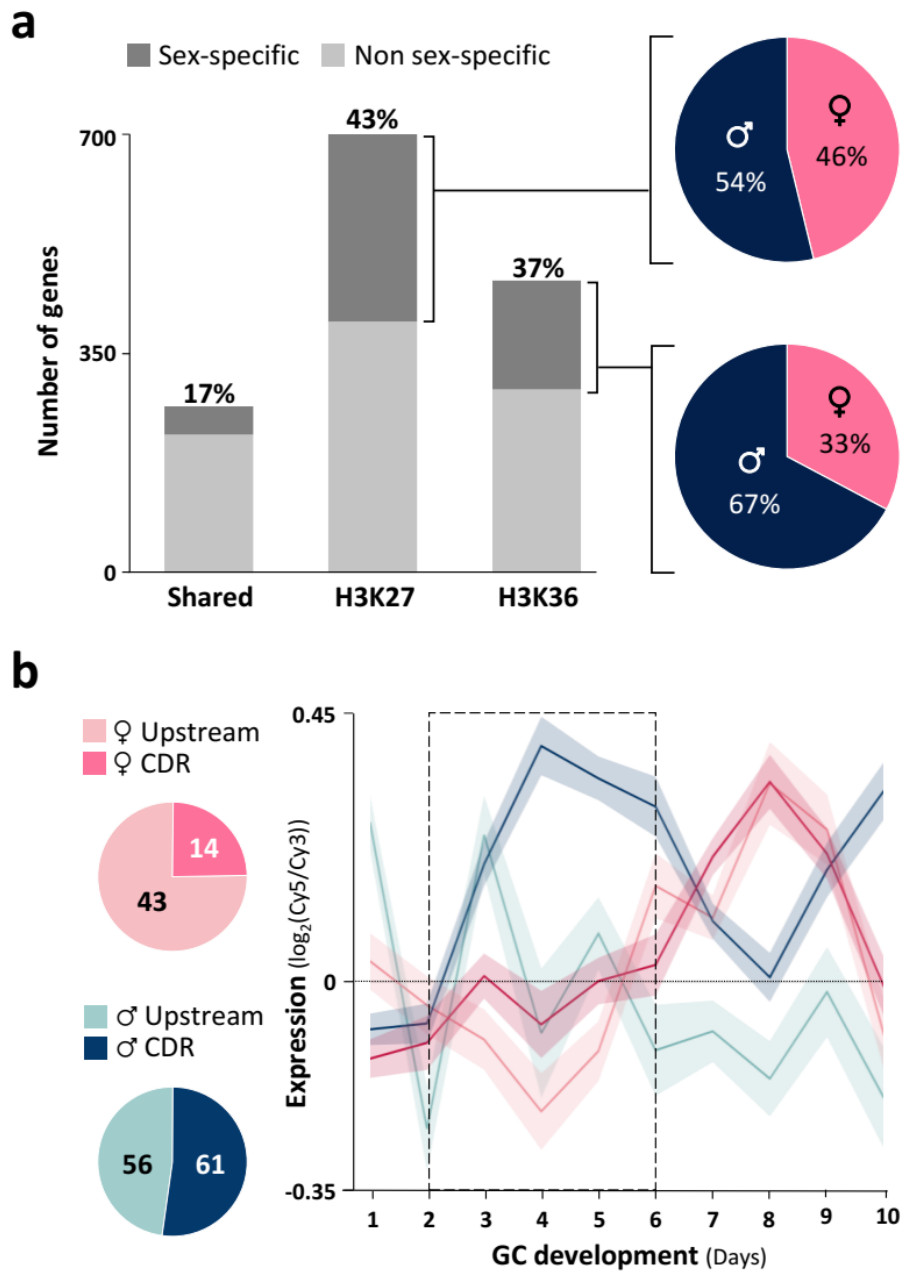 a
Sex-specific Non sex-specific
700
350
0
Number of genes
17%
43%
37%
Shared H3K27 H3K36
♂ 54%
♀ 46%
♂ 67%
♀ 33%
b
♀ Upstream
♀ CDR
14
43
♂ Upstream
♂ CDR
56 61
0.45
0
-0.35
Expression (log2(Cy5/Cy3))
1 2 3 4 5 6 7 8 9 10
GC development (Days)